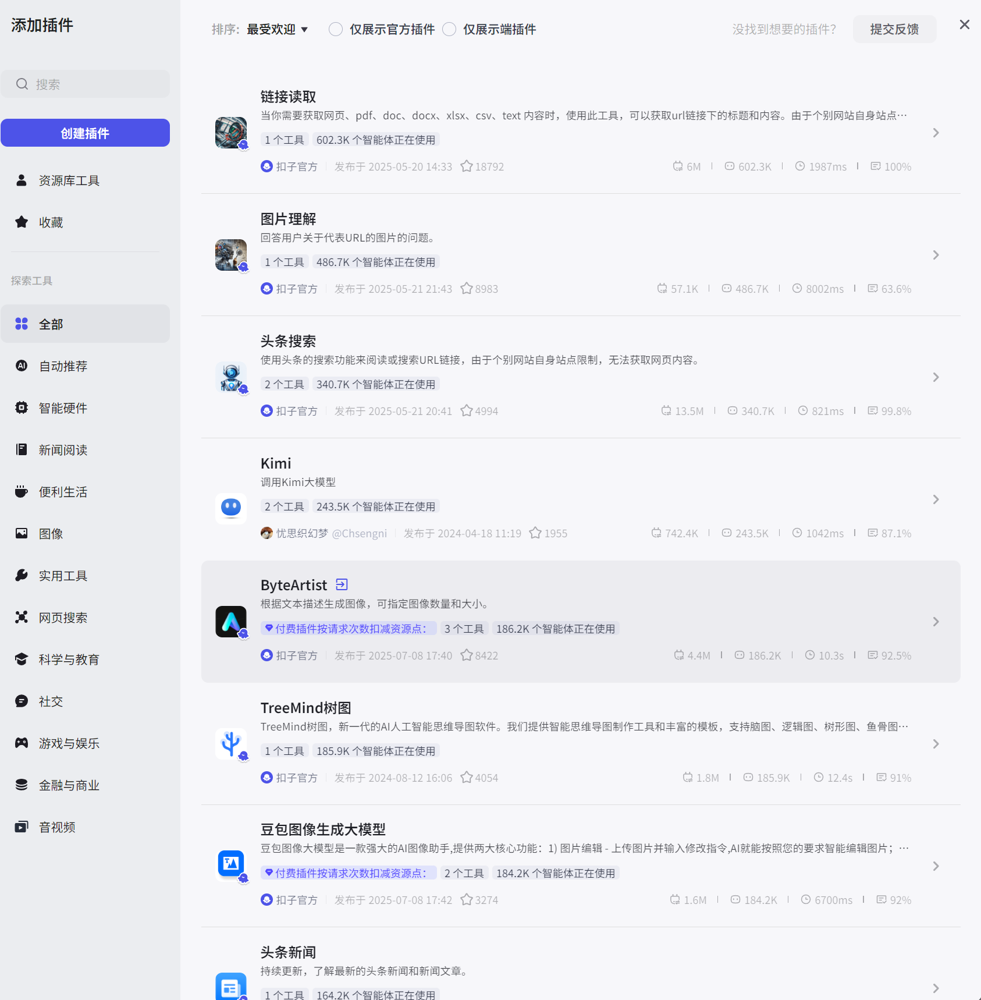 添加插件
搜索
创建插件
资源库工具
收藏
探索工具
全部
自动推荐
智能硬件
新闻阅读
便利生活
图像
实用工具
网页搜索
科学与教育
社交
游戏与娱乐
金融与商业
音视频
排序: 最受欢迎 仅展示官方插件 仅展示端插件 没找到想要的插件? 提交反馈
链接读取
当你需要获取网页、pdf、doc、docx、xlsx、csv、text 内容时，使用此工具，可以获取url链接下的标题和内容。由于个别网站自身站点…
1 个工具 602.3K 个智能体正在使用
扣子官方 发布于 2025-05-20 14:33 18792 6M 602.3K 1987ms 100%
图片理解
回答用户关于代表URL的图片的问题。
1 个工具 486.7K 个智能体正在使用
扣子官方 发布于 2025-05-21 21:43 8983 57.1K 486.7K 8002ms 63.6%
头条搜索
使用头条的搜索功能来阅读或搜索URL链接，由于个别网站自身站点限制，无法获取网页内容。
2 个工具 340.7K 个智能体正在使用
扣子官方 发布于 2025-05-21 20:41 4994 13.5M 340.7K 821ms 99.8%
Kimi
调用Kimi大模型
2 个工具 243.5K 个智能体正在使用
忧思织幻梦 @Chsengni 发布于 2024-04-18 11:19 1955 742.4K 243.5K 1042ms 87.1%
ByteArtist
根据文本描述生成图像，可指定图像数量和大小。
付费插件按请求次数扣减资源点： 3 个工具 186.2K 个智能体正在使用
扣子官方 发布于 2025-07-08 17:40 8422 4.4M 186.2K 10.3s 92.5%
TreeMind树图
TreeMind树图，新一代的AI人工智能思维导图软件。我们提供智能思维导图制作工具和丰富的模板，支持脑图、逻辑图、树形图、鱼骨图…
1 个工具 185.9K 个智能体正在使用
扣子官方 发布于 2024-08-12 16:06 4054 1.8M 185.9K 12.4s 91%
豆包图像生成大模型
豆包图像大模型是一款强大的AI图像助手,提供两大核心功能：1) 图片编辑 - 上传图片并输入修改指令,AI就能按照您的要求智能编辑图片；…
付费插件按请求次数扣减资源点： 2 个工具 184.2K 个智能体正在使用
扣子官方 发布于 2025-07-08 17:42 3274 1.6M 184.2K 6700ms 92%
头条新闻
持续更新，了解最新的头条新闻和新闻文章。
1 个工具 164.2K 个智能体正在使用